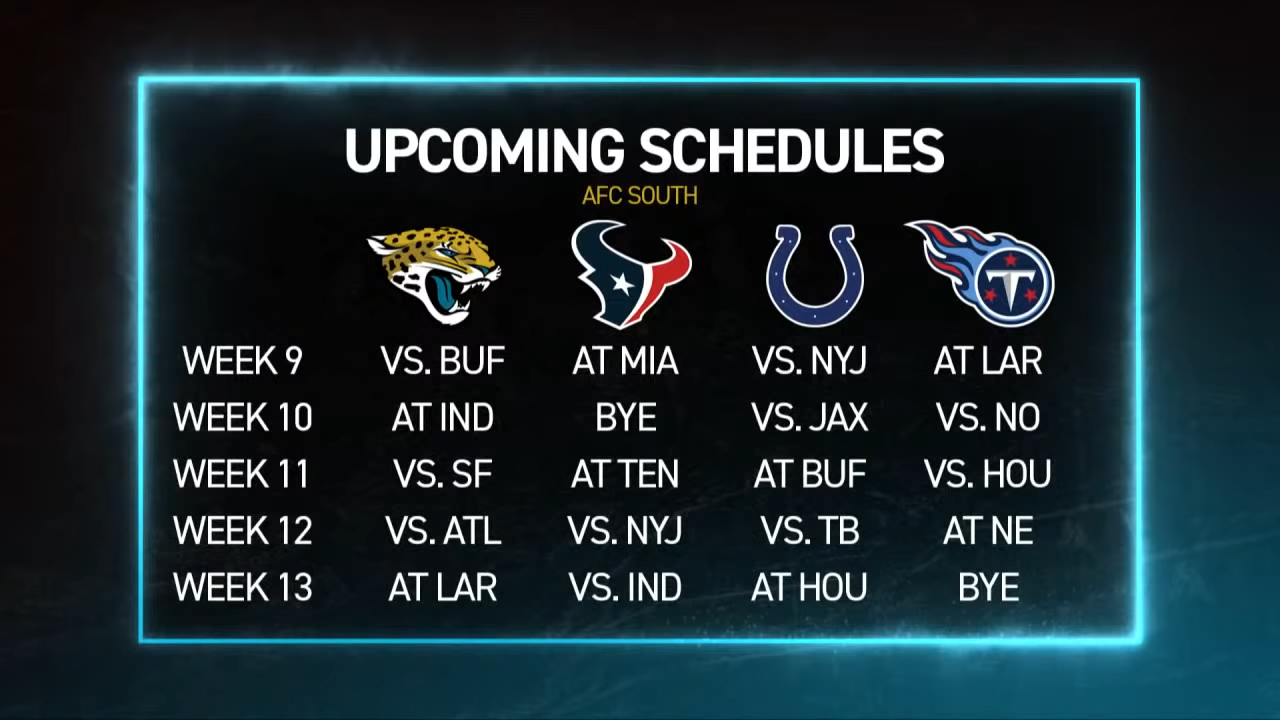 UPCOMING SCHEDULES
AFC SOUTH
T
WEEK 9 VS. BUF AT MIA VS. NYJ AT LAR
WEEK 10 AT IND BYE VS. JAX VS. NO
WEEK 11 VS. SF AT TEN AT BUF VS. HOU
WEEK 12 VS. ATL VS. NYJ VS. TB AT NE
WEEK 13 AT LAR VS. IND AT HOU BYE